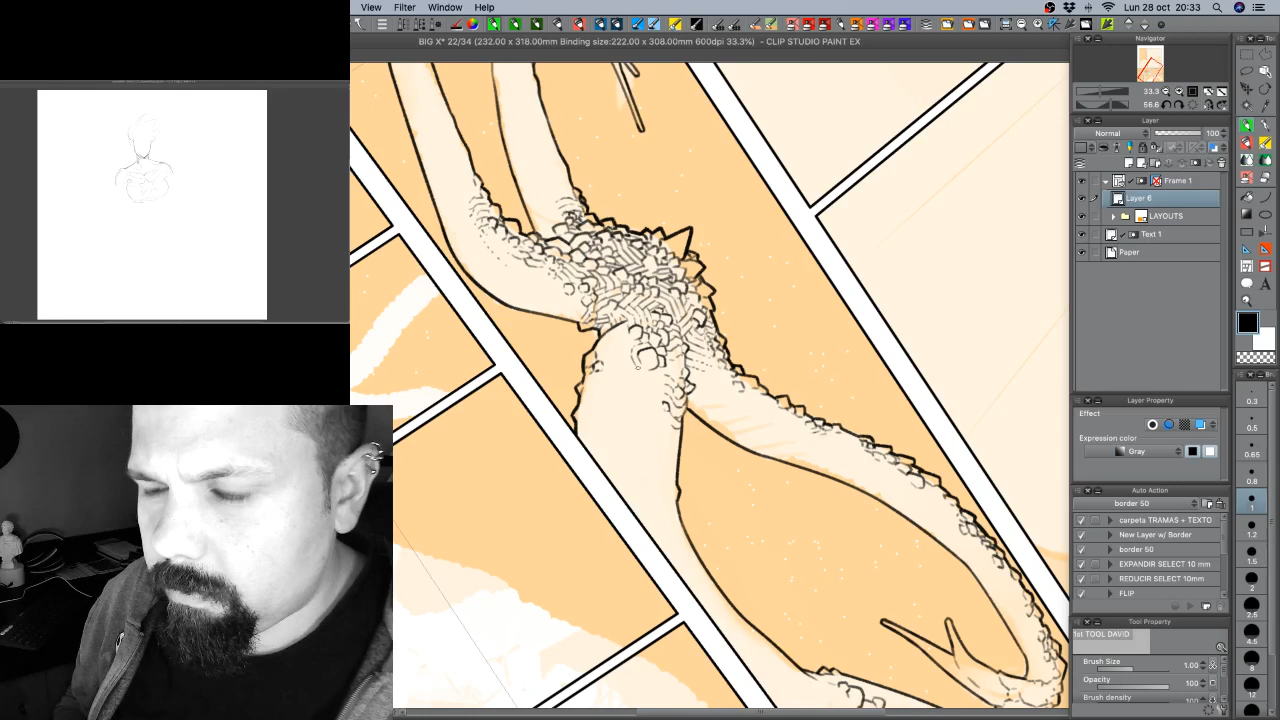 View Filter Window Help
Lun 28 oct 20:33
BIG X* 22/34 (232.00 x 318.00mm Binding size:222.00 x 308.00mm 600dpi 33.3%) - CLIP STUDIO PAINT EX
Navigator
33.3
56.6
Layer
Normal 100
Frame 1
Layer 6
LAYOUTS
Text 1
Paper
Layer Property
Effect
Expression color
Gray
Auto Action
border 50
carpeta TRAMAS + TEXTO
New Layer w/ Border
border 50
EXPANDIR SELECT 10 mm
REDUCIR SELECT 10mm
FLIP
Tool Property
1st TOOL DAVID
Brush Size 1.00
Opacity 100
Brush density 100
To
Br
0.3
0.5
0.65
0.8
1
1.2
1.5
2
2.5
4.5
8
12